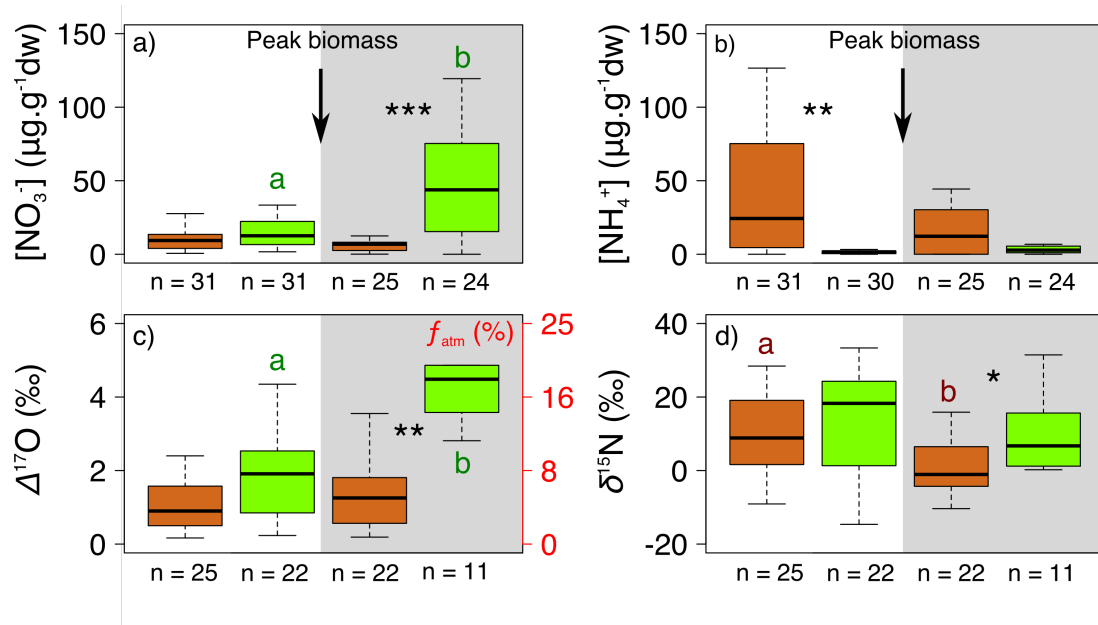 a) Peak biomass
150
100
50
0
[NO₃⁻] (µg.g⁻¹dw)
a
***
b
n = 31 n = 31 n = 25 n = 24
b) Peak biomass
150
100
50
0
[NH₄⁺] (µg.g⁻¹dw)
**
n = 31 n = 30 n = 25 n = 24
c)
6
4
2
0
Δ¹⁷O (‰)
a
**
b
ƒatm (%)
25
16
8
0
n = 25 n = 22 n = 22 n = 11
d)
40
20
0
-20
δ¹⁵N (‰)
a
b
*
n = 25 n = 22 n = 22 n = 11